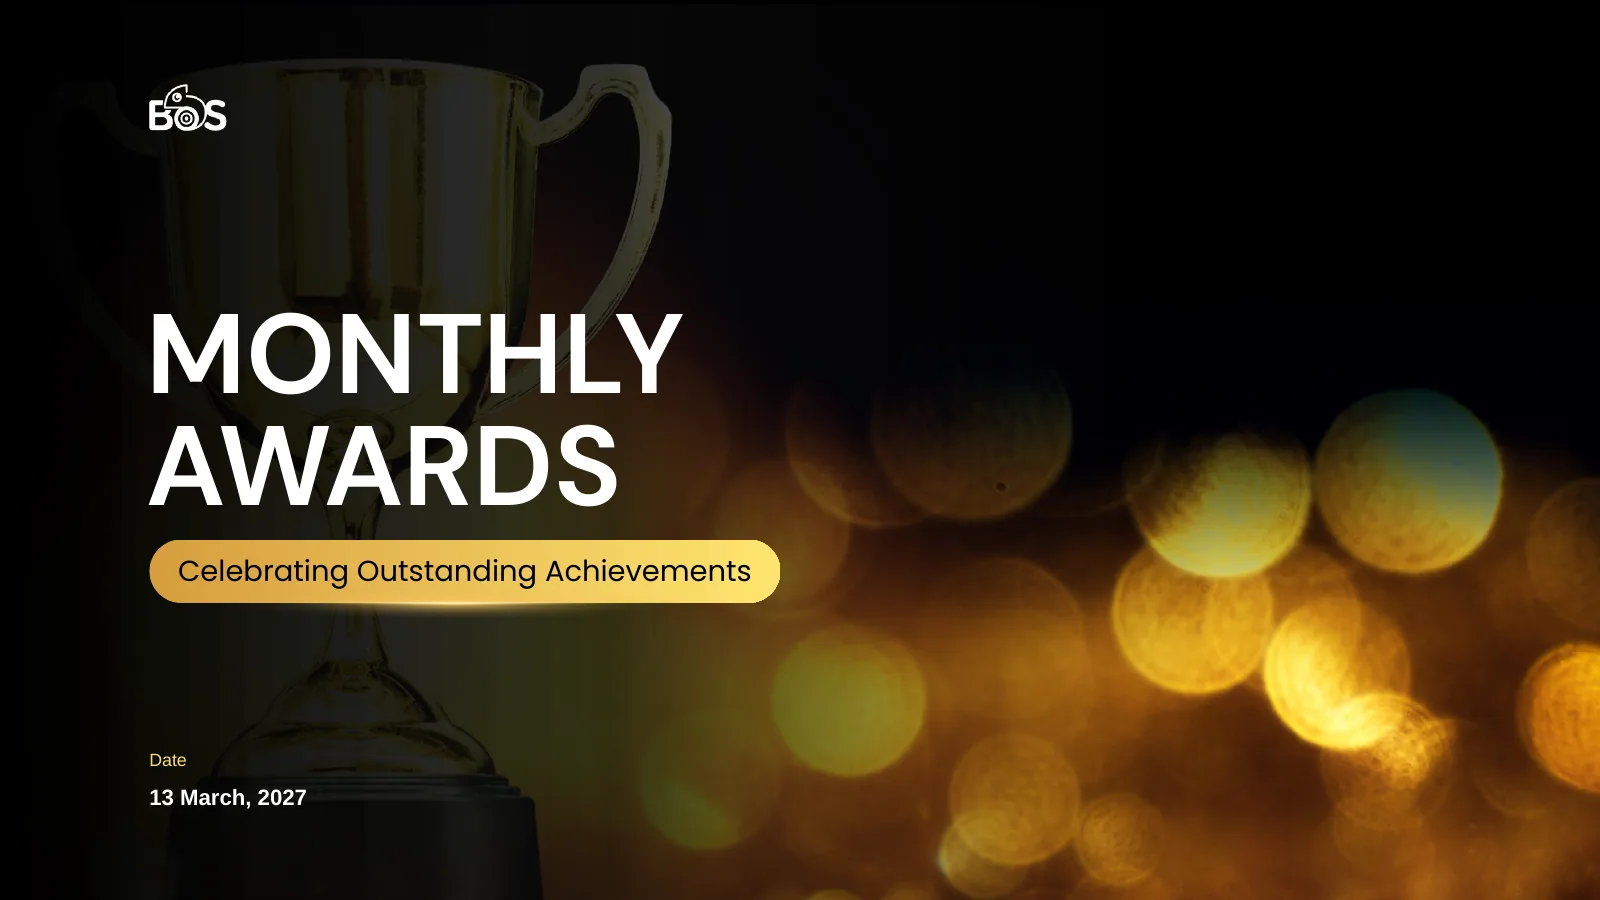 BOS
MONTHLY
AWARDS
Celebrating Outstanding Achievements
Date
13 March, 2027